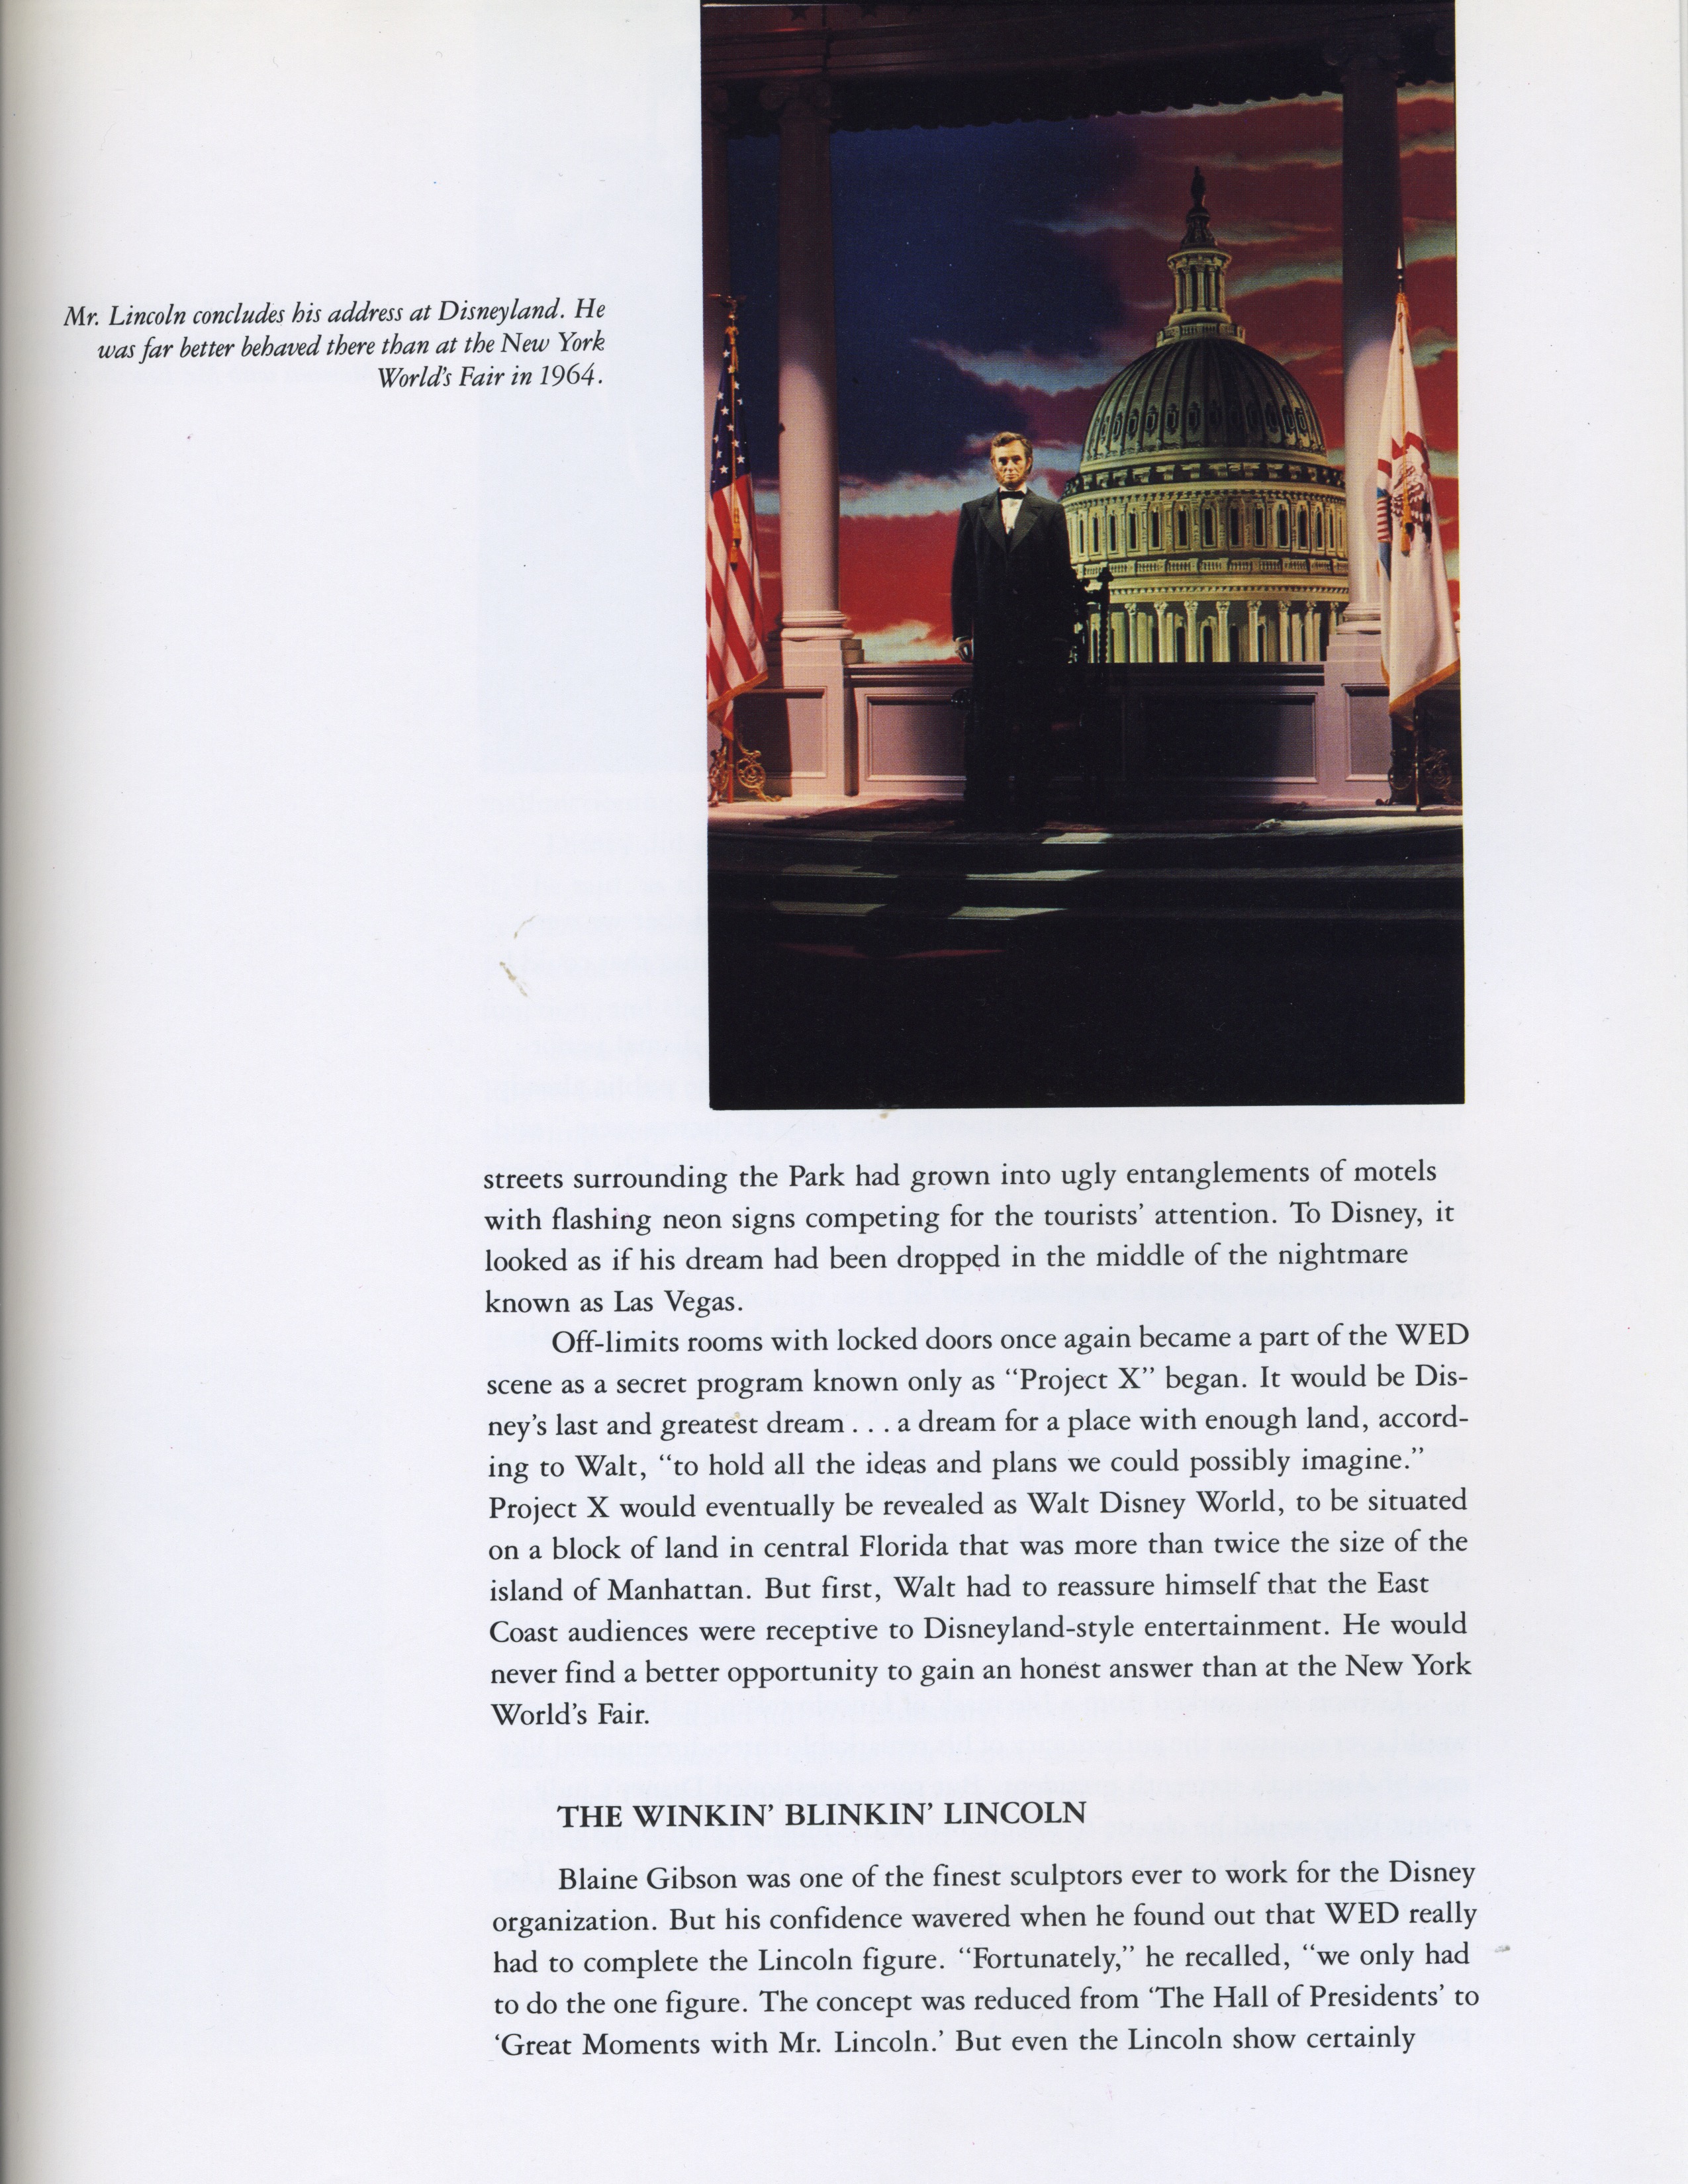 Mr. Lincoln concludes his address at Disneyland. He
was far better behaved there than at the New York
World's Fair in 1964.
streets surrounding the Park had grown into ugly entanglements of motels
with flashing neon signs competing for the tourists' attention. To Disney, it
looked as if his dream had been dropped in the middle of the nightmare
known as Las Vegas.
Off-limits rooms with locked doors once again became a part of the WED
scene as a secret program known only as “Project X” began. It would be Dis-
ney's last and greatest dream . . . a dream for a place with enough land, accord-
ing to Walt, “to hold all the ideas and plans we could possibly imagine.”
Project X would eventually be revealed as Walt Disney World, to be situated
on a block of land in central Florida that was more than twice the size of the
island of Manhattan. But first, Walt had to reassure himself that the East
Coast audiences were receptive to Disneyland-style entertainment. He would
never find a better opportunity to gain an honest answer than at the New York
World's Fair.
THE WINKIN' BLINKIN' LINCOLN
Blaine Gibson was one of the finest sculptors ever to work for the Disney
organization. But his confidence wavered when he found out that WED really
had to complete the Lincoln figure. “Fortunately,” he recalled, “we only had
to do the one figure. The concept was reduced from ‘The Hall of Presidents’ to
‘Great Moments with Mr. Lincoln.’ But even the Lincoln show certainly